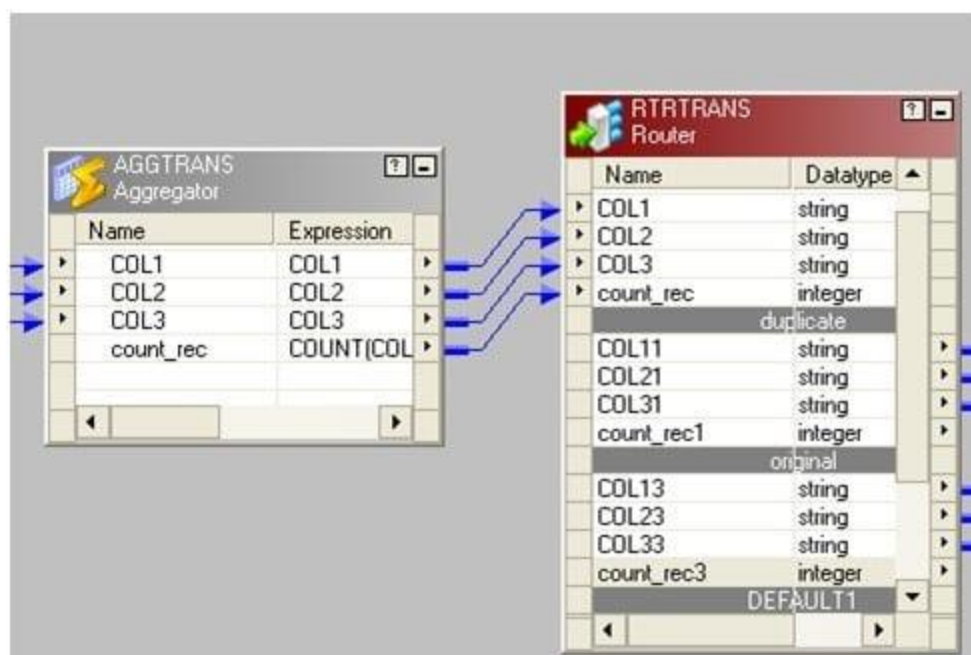 AGGTRANS
Aggregator
Name Expression
COL1 COL1
COL2 COL2
COL3 COL3
count_rec COUNT(COL
RTRTRANS
Router
Name Datatype
COL1 string
COL2 string
COL3 string
count_rec integer
duplicate
COL11 string
COL21 string
COL31 string
count_rec1 integer
original
COL13 string
COL23 string
COL33 string
count_rec3 integer
DEFAULT1